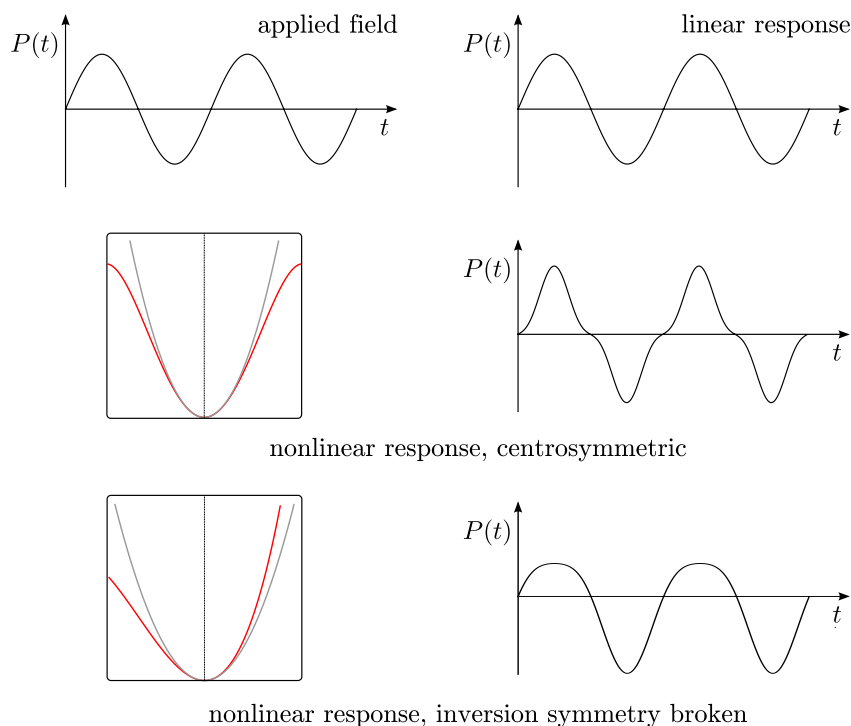 applied field
P(t)
t
linear response
P(t)
t
P(t)
t
nonlinear response, centrosymmetric
P(t)
t
nonlinear response, inversion symmetry broken